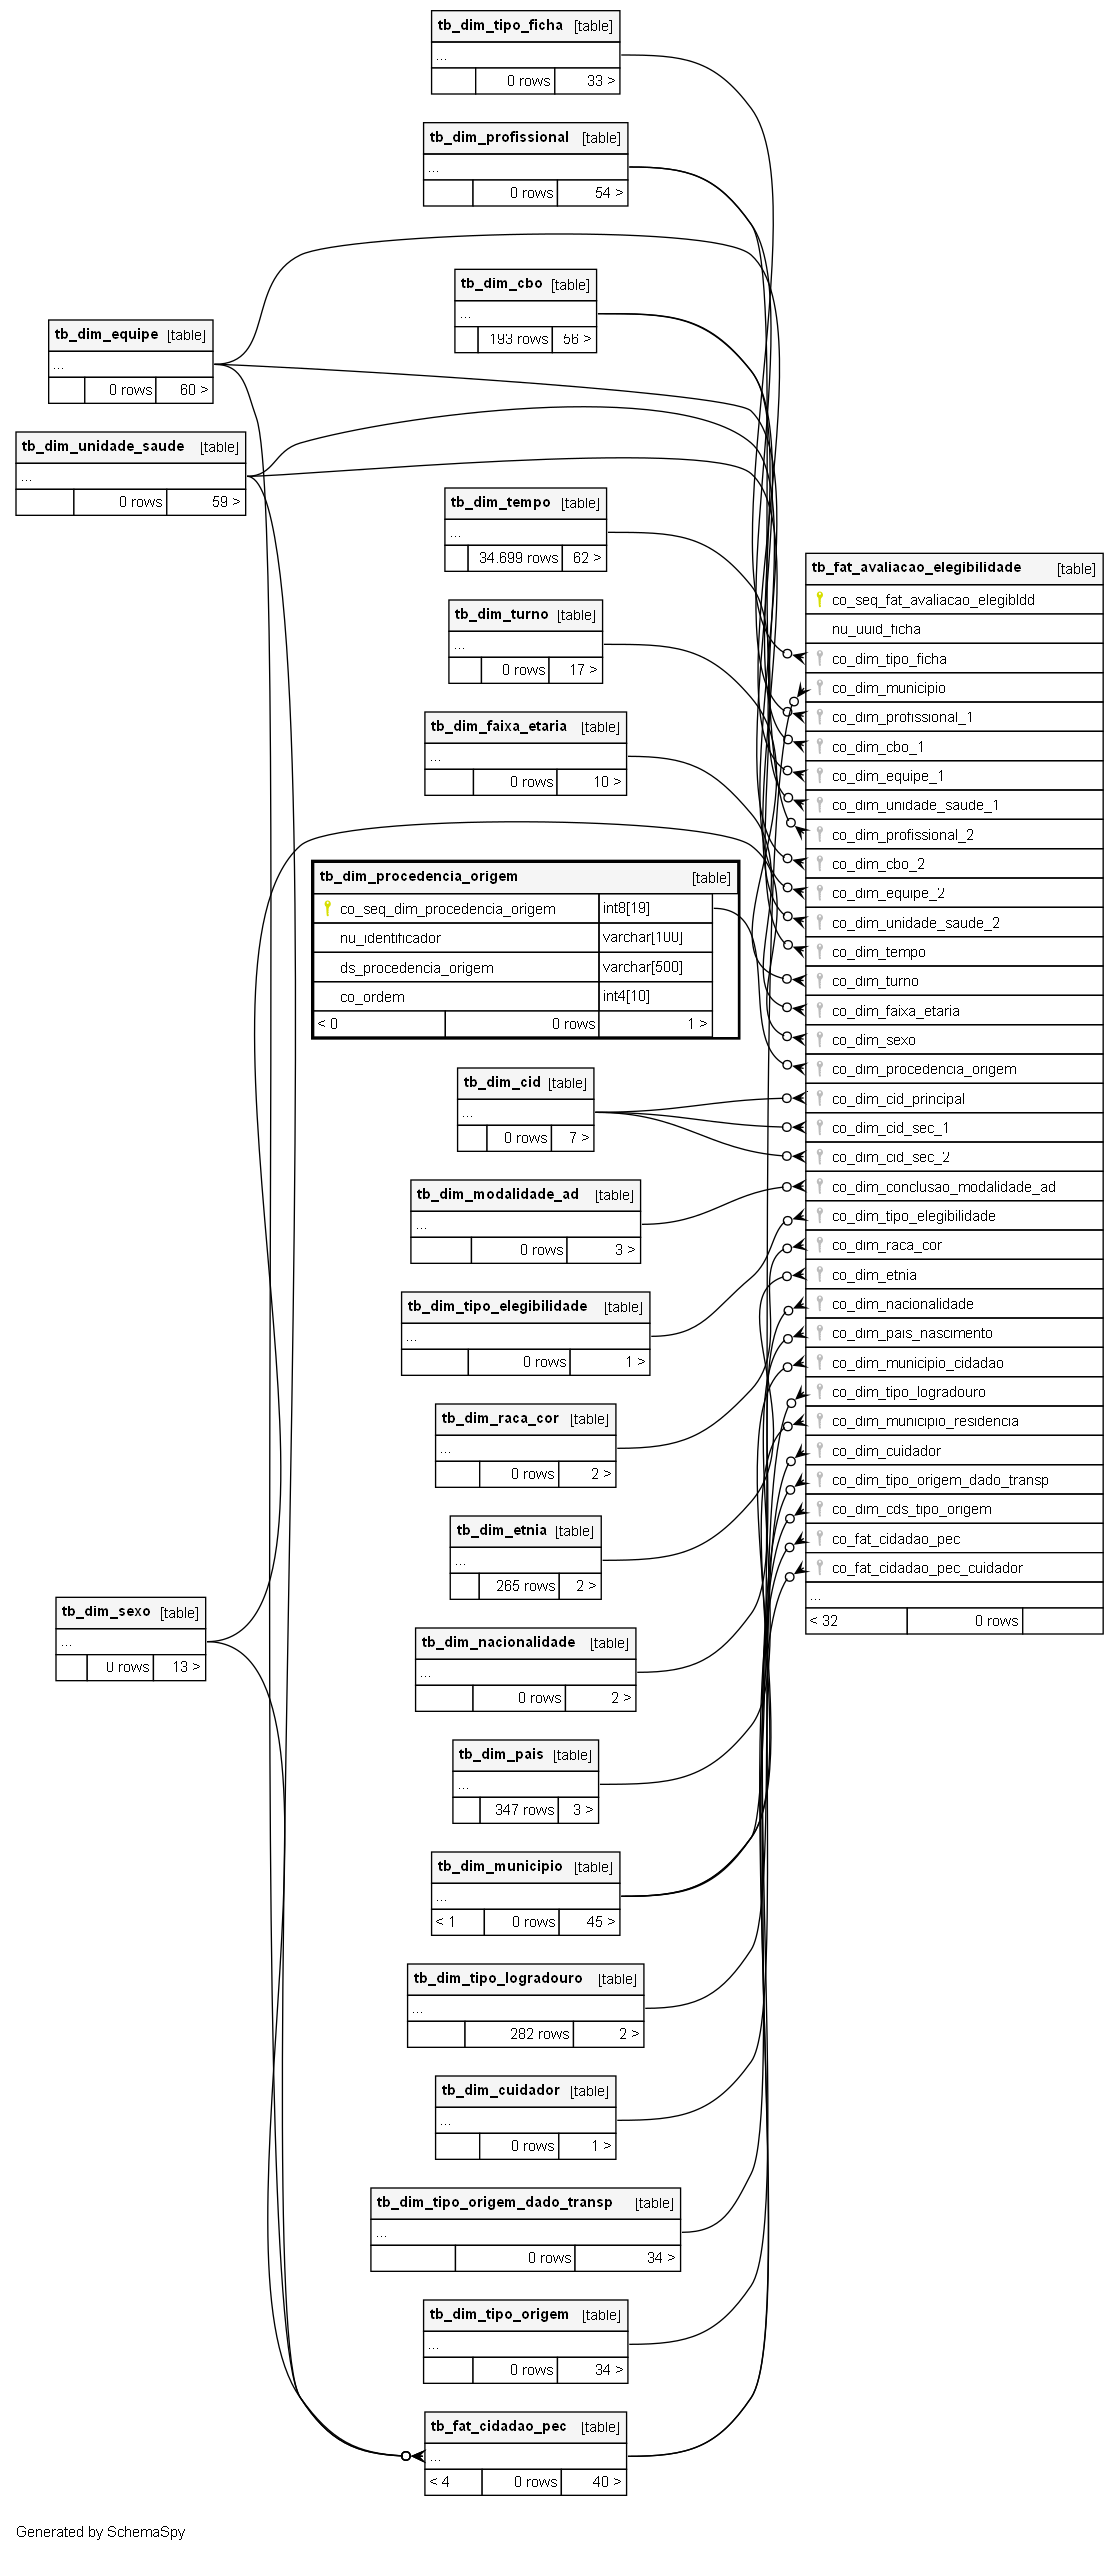 tb_dim_tipo_ficha [table]
...
0 rows 33 >
tb_dim_profissional [table]
...
0 rows 54 >
tb_dim_cbo [table]
...
193 rows 56 >
tb_dim_equipe [table]
...
0 rows 60 >
tb_dim_unidade_saude [table]
...
0 rows 59 >
tb_dim_tempo [table]
...
34.699 rows 62 >
tb_dim_turno [table]
...
0 rows 17 >
tb_dim_faixa_etaria [table]
...
0 rows 10 >
tb_dim_procedencia_origem [table]
co_seq_dim_procedencia_origem int8[19]
nu_identificador varchar[100]
ds_procedencia_origem varchar[500]
co_ordem int4[10]
< 0 0 rows 1 >
tb_dim_cid [table]
...
0 rows 7 >
tb_dim_modalidade_ad [table]
...
0 rows 3 >
tb_dim_tipo_elegibilidade [table]
...
0 rows 1 >
tb_dim_raca_cor [table]
...
0 rows 2 >
tb_dim_etnia [table]
...
265 rows 2 >
tb_dim_sexo [table]
...
0 rows 13 >
tb_dim_nacionalidade [table]
...
0 rows 2 >
tb_dim_pais [table]
...
347 rows 3 >
tb_dim_municipio [table]
...
< 1 0 rows 45 >
tb_dim_tipo_logradouro [table]
...
282 rows 2 >
tb_dim_cuidador [table]
...
0 rows 1 >
tb_dim_tipo_origem_dado_transp [table]
...
0 rows 34 >
tb_dim_tipo_origem [table]
...
0 rows 34 >
tb_fat_cidadao_pec [table]
...
< 4 0 rows 40 >
tb_fat_avaliacao_elegibilidade [table]
co_seq_fat_avaliacao_elegibldd
nu_uuid_ficha
co_dim_tipo_ficha
co_dim_municipio
co_dim_profissional_1
co_dim_cbo_1
co_dim_equipe_1
co_dim_unidade_saude_1
co_dim_profissional_2
co_dim_cbo_2
co_dim_equipe_2
co_dim_unidade_saude_2
co_dim_tempo
co_dim_turno
co_dim_faixa_etaria
co_dim_sexo
co_dim_procedencia_origem
co_dim_cid_principal
co_dim_cid_sec_1
co_dim_cid_sec_2
co_dim_conclusao_modalidade_ad
co_dim_tipo_elegibilidade
co_dim_raca_cor
co_dim_etnia
co_dim_nacionalidade
co_dim_pais_nascimento
co_dim_municipio_cidadao
co_dim_tipo_logradouro
co_dim_municipio_residencia
co_dim_cuidador
co_dim_tipo_origem_dado_transp
co_dim_cds_tipo_origem
co_fat_cidadao_pec
co_fat_cidadao_pec_cuidador
...
< 32 0 rows
Generated by SchemaSpy